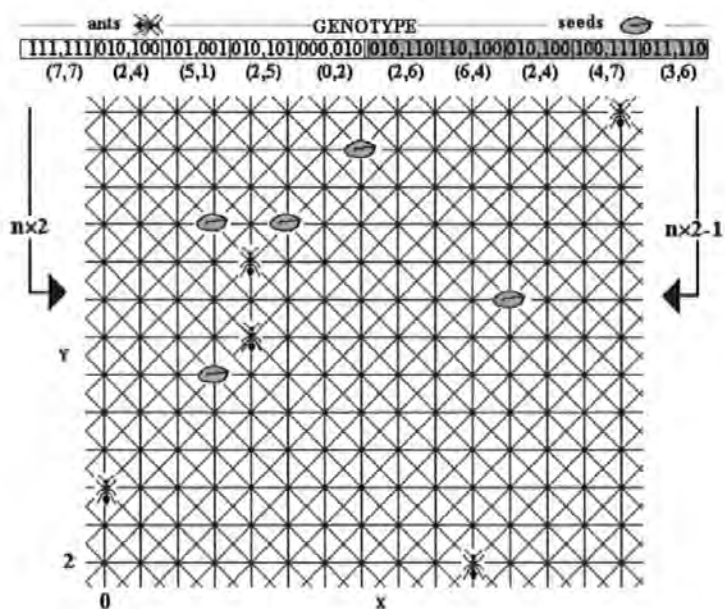 ants GENOTYPE seeds
111,111 010,100 101,001 010,101 000,010 010,110 110,100 010,100 100,111 011,110
(7,7) (2,4) (5,1) (2,5) (0,2) (2,6) (6,4) (2,4) (4,7) (3,6)
n×2 n×2-1
Y
2
0 x